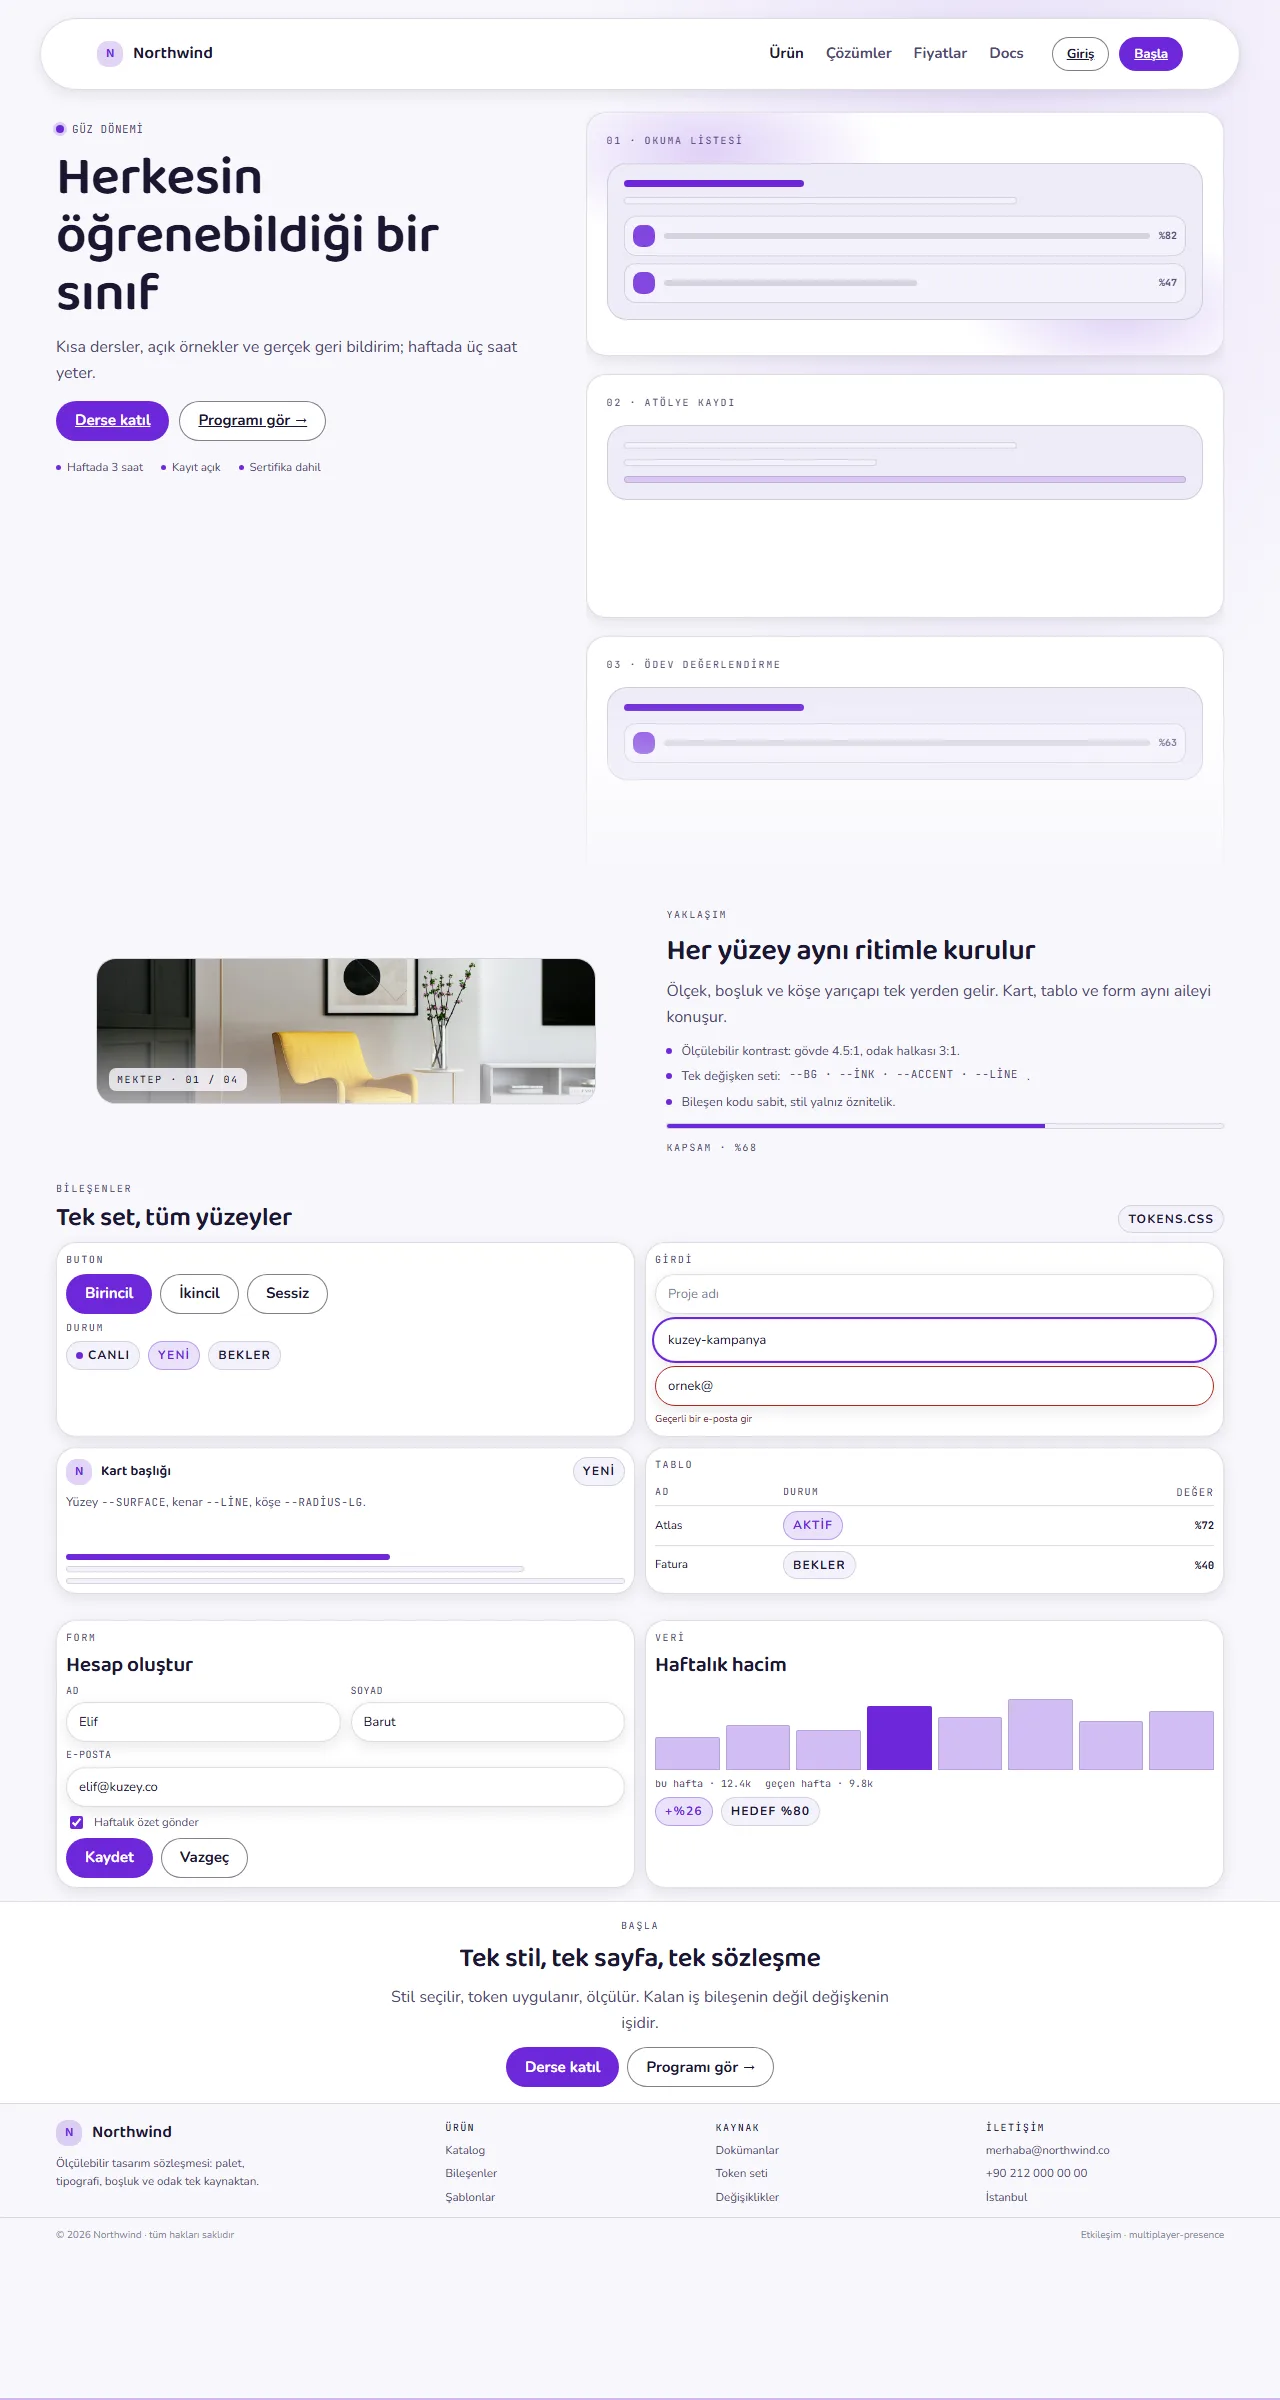 N Northwind
Ürün Çözümler Fiyatlar Docs Giriş Başla
GÜZ DÖNEMİ
Herkesin
öğrenebildiği bir
sınıf
Kısa dersler, açık örnekler ve gerçek geri bildirim; haftada üç saat
yeter.
Derse katıl Programı gör →
Haftada 3 saat Kayıt açık Sertifika dahil
01 · OKUMA LİSTESİ
%82
%47
02 · ATÖLYE KAYDI
03 · ÖDEV DEĞERLENDİRME
%63
MEKTEP · 01 / 04
YAKLAŞIM
Her yüzey aynı ritimle kurulur
Ölçek, boşluk ve köşe yarıçapı tek yerden gelir. Kart, tablo ve form aynı aileyi
konuşur.
Ölçülebilir kontrast: gövde 4.5:1, odak halkası 3:1.
Tek değişken seti: --BG · --İNK · --ACCENT · --LİNE .
Bileşen kodu sabit, stil yalnız öznitelik.
KAPSAM · %68
BİLEŞENLER
Tek set, tüm yüzeyler
TOKENS.CSS
BUTON
Birincil İkincil Sessiz
DURUM
CANLI YENİ BEKLER
GİRDİ
Proje adı
kuzey-kampanya
ornek@
Geçerli bir e-posta gir
N Kart başlığı YENİ
Yüzey --SURFACE, kenar --LİNE, köşe --RADİUS-LG.
TABLO
AD DURUM DEĞER
Atlas AKTİF %72
Fatura BEKLER %40
FORM
Hesap oluştur
AD SOYAD
Elif Barut
E-POSTA
elif@kuzey.co
Haftalık özet gönder
Kaydet Vazgeç
VERİ
Haftalık hacim
bu hafta · 12.4k geçen hafta · 9.8k
+%26 HEDEF %80
BAŞLA
Tek stil, tek sayfa, tek sözleşme
Stil seçilir, token uygulanır, ölçülür. Kalan iş bileşenin değil değişkenin
işidir.
Derse katıl Programı gör →
N Northwind
Ölçülebilir tasarım sözleşmesi: palet,
tipografi, boşluk ve odak tek kaynaktan.
ÜRÜN
Katalog
Bileşenler
Şablonlar
KAYNAK
Dokümanlar
Token seti
Değişiklikler
İLETİŞİM
merhaba@northwind.co
+90 212 000 00 00
İstanbul
© 2026 Northwind · tüm hakları saklıdır
Etkileşim · multiplayer-presence